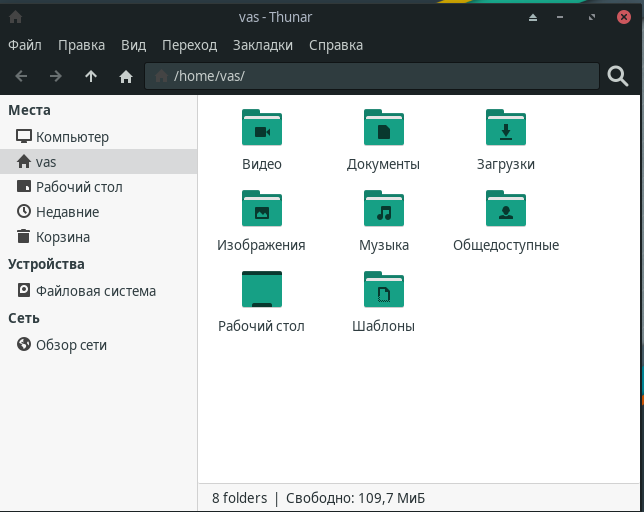 vas - Thunar
Файл Правка Вид Переход Закладки Справка
/home/vas/
Места
Компьютер
vas
Рабочий стол
Недавние
Корзина
Устройства
Файловая система
Сеть
Обзор сети
Видео Документы Загрузки
Изображения Музыка Общедоступные
Рабочий стол Шаблоны
8 folders | Свободно: 109,7 МиБ